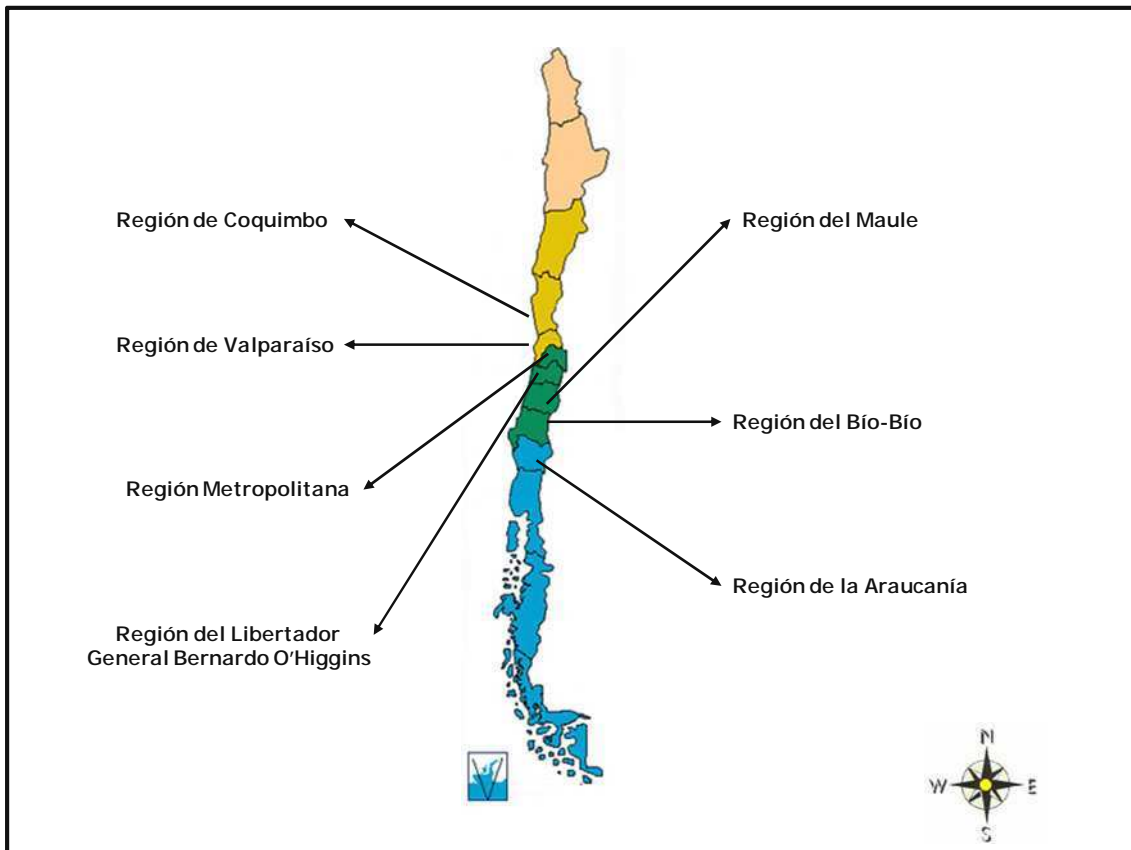 Región de Coquimbo
Región del Maule
Región de Valparaíso
Región del Bío-Bío
Región Metropolitana
Región de la Araucanía
Región del Libertador
General Bernardo O'Higgins
N
W
E
S